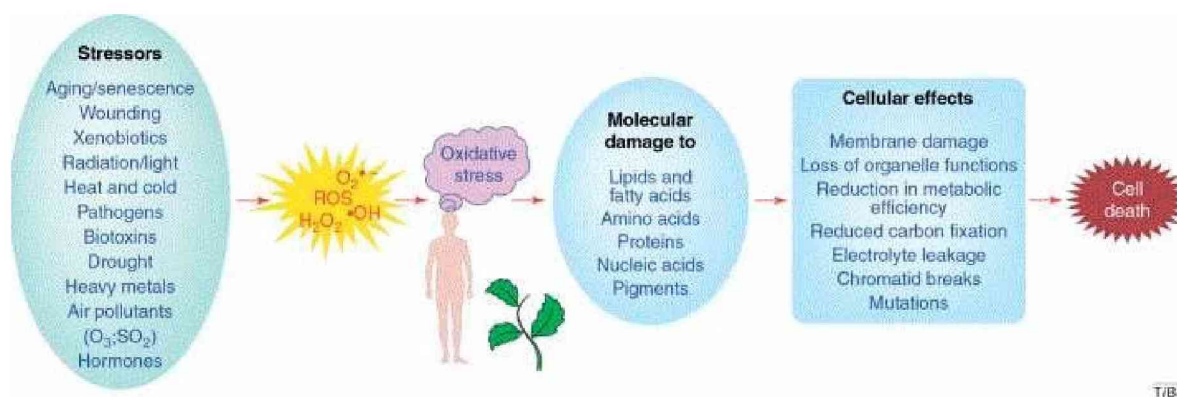 Stressors
Aging/senescence
Wounding
Xenobiotics
Radiation/light
Heat and cold
Pathogens
Biotoxins
Drought
Heavy metals
Air pollutants
(O₃;SO₂)
Hormones
O₂•−
ROS
•OH
H₂O₂
Oxidative
stress
Molecular
damage to
Lipids and
fatty acids
Amino acids
Proteins
Nucleic acids
Pigments
Cellular effects
Membrane damage
Loss of organelle functions
Reduction in metabolic
efficiency
Reduced carbon fixation
Electrolyte leakage
Chromatid breaks
Mutations
Cell
death
T/B